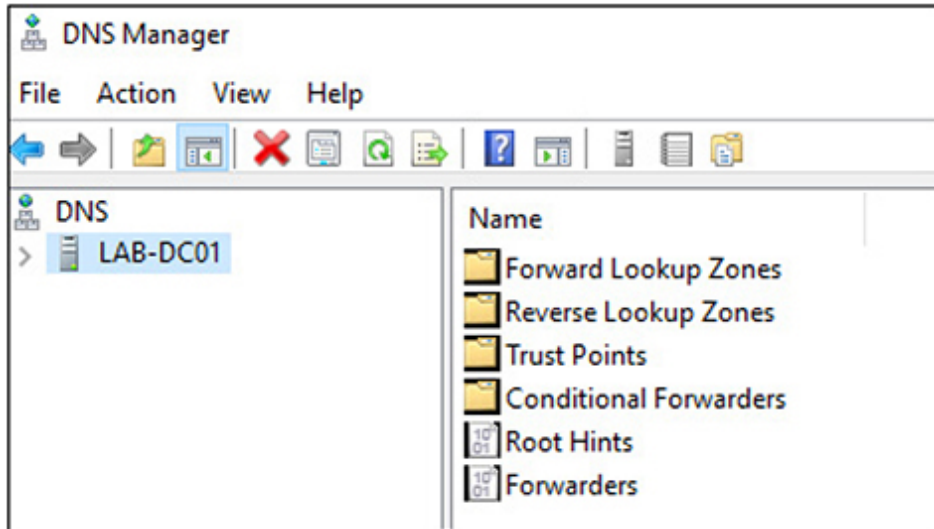 DNS Manager
File Action View Help
DNS
LAB-DC01
Name
Forward Lookup Zones
Reverse Lookup Zones
Trust Points
Conditional Forwarders
Root Hints
Forwarders